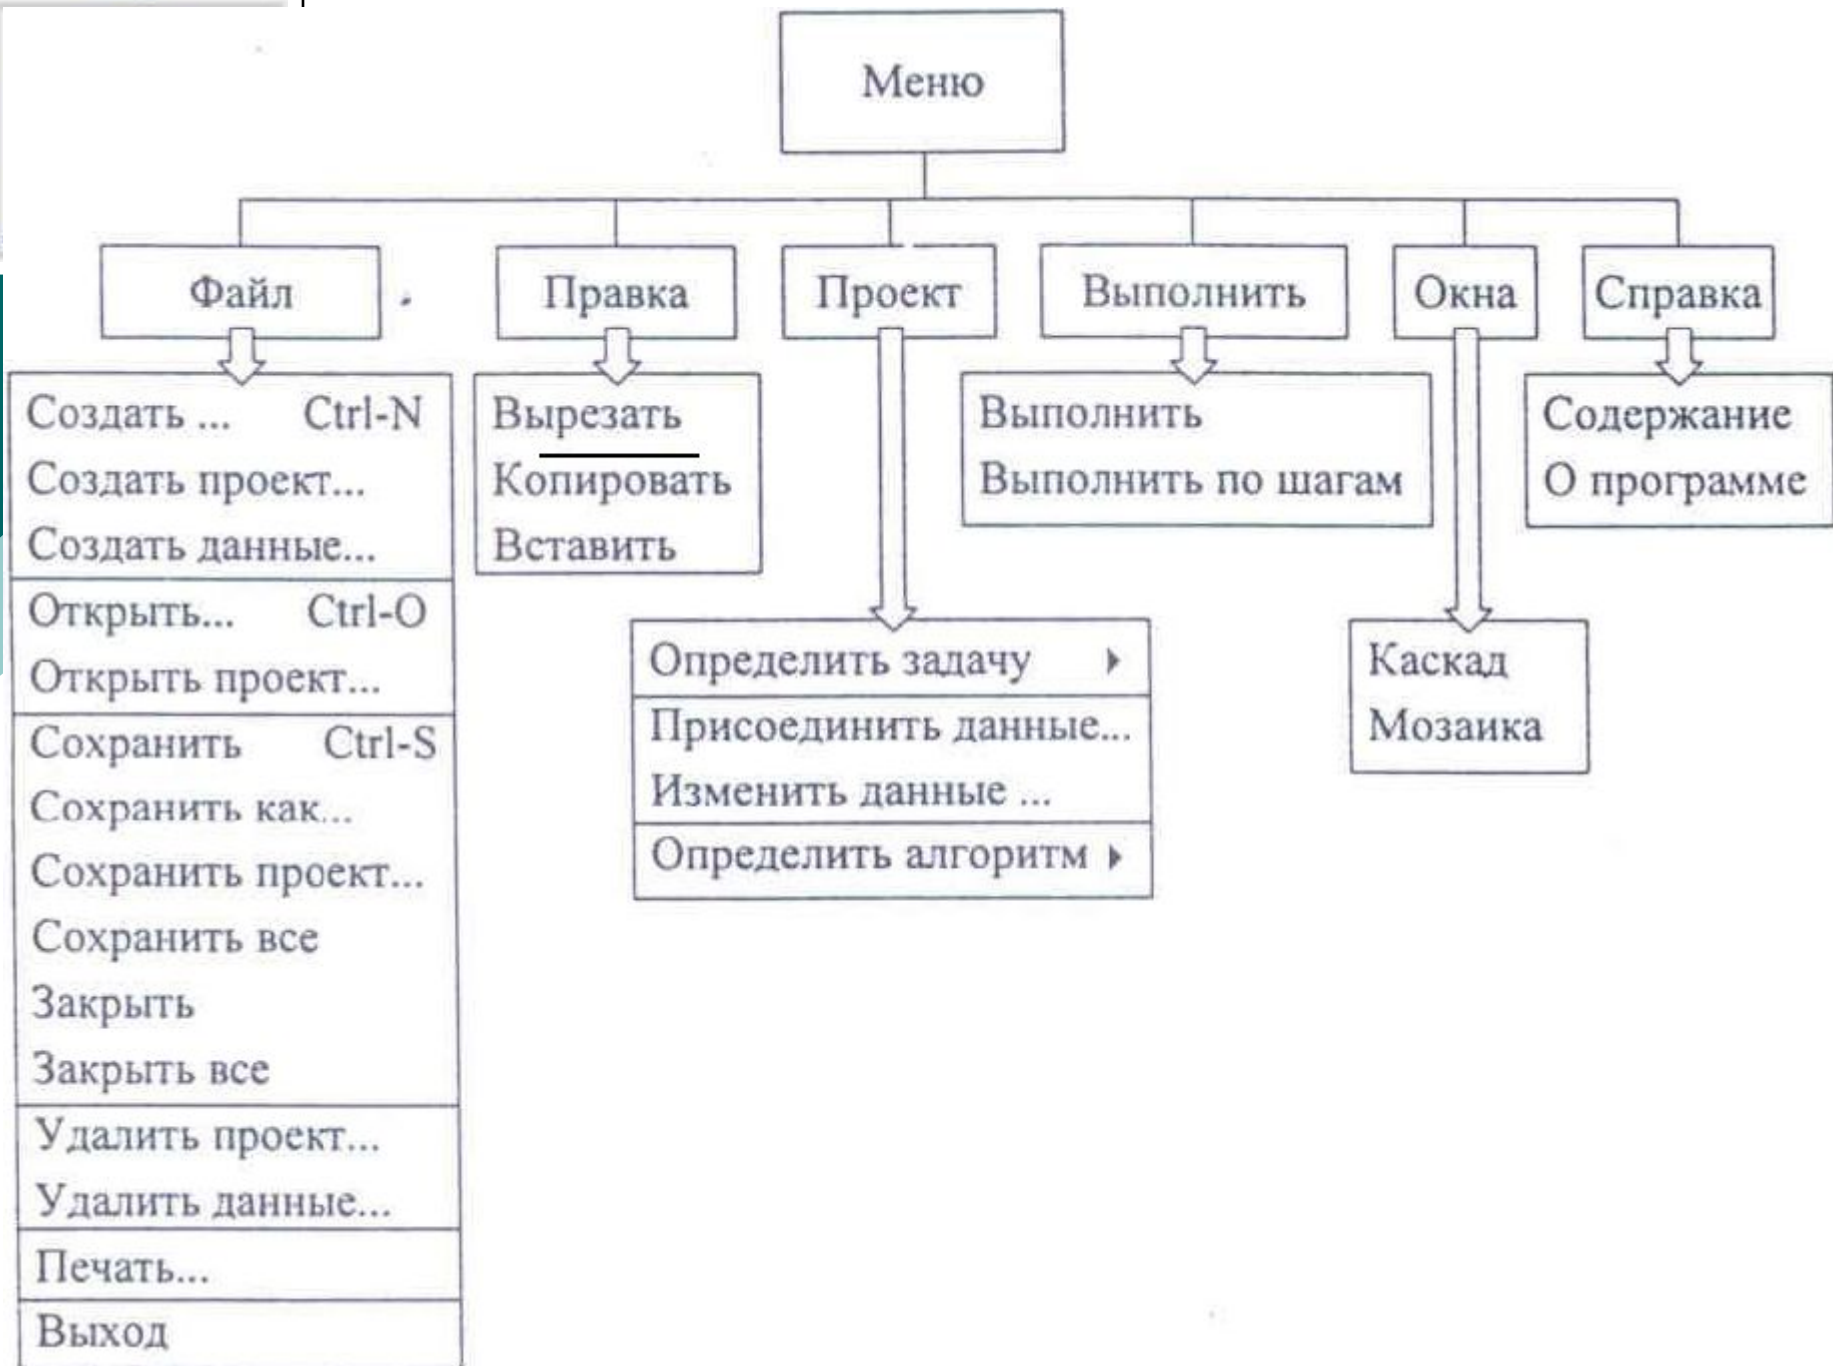 Меню
Файл
Правка
Проект
Выполнить
Окна
Справка
Создать ... Ctrl-N
Создать проект...
Создать данные...
Открыть... Ctrl-O
Открыть проект...
Сохранить Ctrl-S
Сохранить как...
Сохранить проект...
Сохранить все
Закрыть
Закрыть все
Удалить проект...
Удалить данные...
Печать...
Выход
Вырезать
Копировать
Вставить
Определить задачу
Присоединить данные...
Изменить данные ...
Определить алгоритм
Выполнить
Выполнить по шагам
Каскад
Мозаика
Содержание
О программе